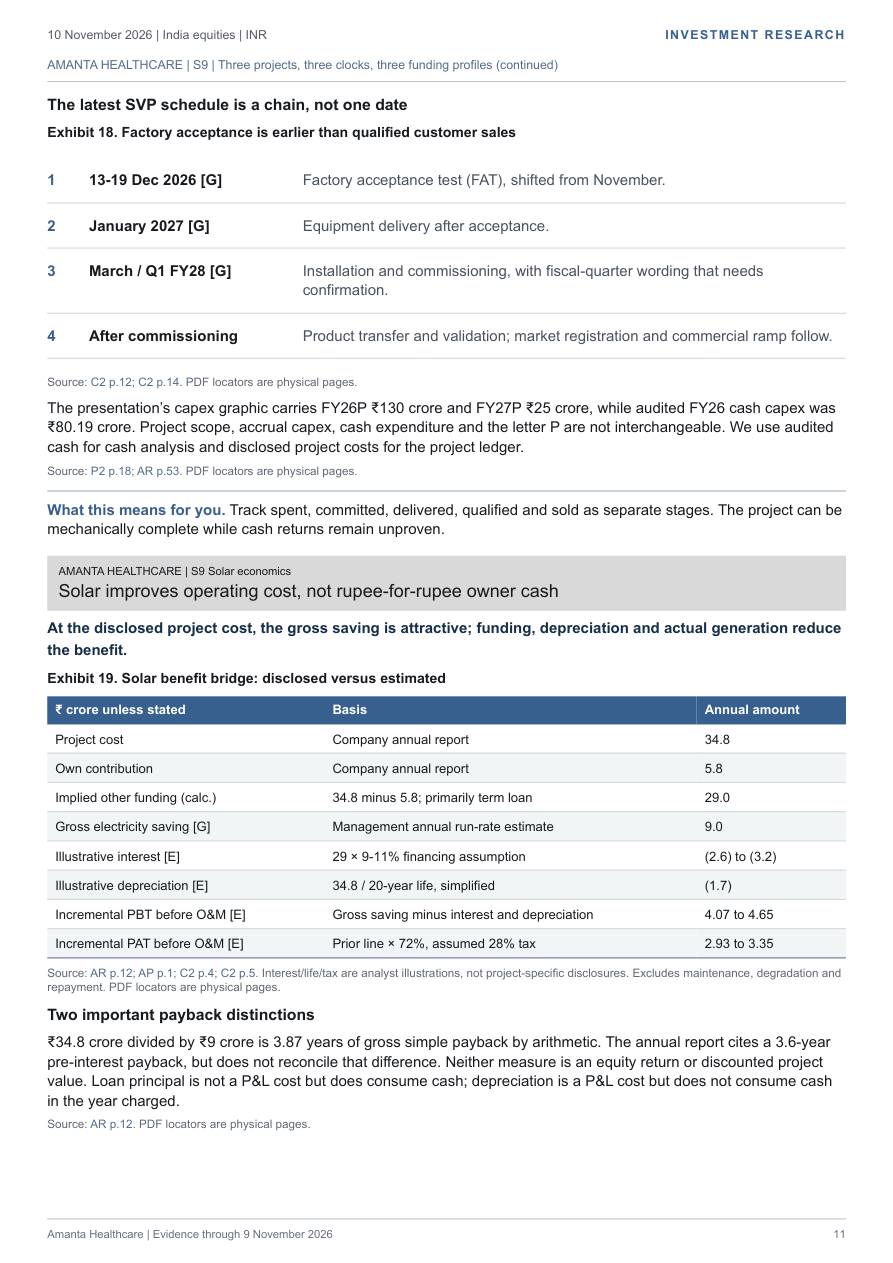 10 November 2026 | India equities | INR
INVESTMENT RESEARCH
AMANTA HEALTHCARE | S9 | Three projects, three clocks, three funding profiles (continued)
The latest SVP schedule is a chain, not one date
Exhibit 18. Factory acceptance is earlier than qualified customer sales
1 13-19 Dec 2026 [G] Factory acceptance test (FAT), shifted from November.
2 January 2027 [G] Equipment delivery after acceptance.
3 March / Q1 FY28 [G] Installation and commissioning, with fiscal-quarter wording that needs
confirmation.
4 After commissioning Product transfer and validation; market registration and commercial ramp follow.
Source: C2 p.12; C2 p.14. PDF locators are physical pages.
The presentation’s capex graphic carries FY26P ₹130 crore and FY27P ₹25 crore, while audited FY26 cash capex was
₹80.19 crore. Project scope, accrual capex, cash expenditure and the letter P are not interchangeable. We use audited
cash for cash analysis and disclosed project costs for the project ledger.
Source: P2 p.18; AR p.53. PDF locators are physical pages.
What this means for you. Track spent, committed, delivered, qualified and sold as separate stages. The project can be
mechanically complete while cash returns remain unproven.
AMANTA HEALTHCARE | S9 Solar economics
Solar improves operating cost, not rupee-for-rupee owner cash
At the disclosed project cost, the gross saving is attractive; funding, depreciation and actual generation reduce
the benefit.
Exhibit 19. Solar benefit bridge: disclosed versus estimated
₹ crore unless stated Basis Annual amount
Project cost Company annual report 34.8
Own contribution Company annual report 5.8
Implied other funding (calc.) 34.8 minus 5.8; primarily term loan 29.0
Gross electricity saving [G] Management annual run-rate estimate 9.0
Illustrative interest [E] 29 × 9-11% financing assumption (2.6) to (3.2)
Illustrative depreciation [E] 34.8 / 20-year life, simplified (1.7)
Incremental PBT before O&M [E] Gross saving minus interest and depreciation 4.07 to 4.65
Incremental PAT before O&M [E] Prior line × 72%, assumed 28% tax 2.93 to 3.35
Source: AR p.12; AP p.1; C2 p.4; C2 p.5. Interest/life/tax are analyst illustrations, not project-specific disclosures. Excludes maintenance, degradation and
repayment. PDF locators are physical pages.
Two important payback distinctions
₹34.8 crore divided by ₹9 crore is 3.87 years of gross simple payback by arithmetic. The annual report cites a 3.6-year
pre-interest payback, but does not reconcile that difference. Neither measure is an equity return or discounted project
value. Loan principal is not a P&L cost but does consume cash; depreciation is a P&L cost but does not consume cash
in the year charged.
Source: AR p.12. PDF locators are physical pages.
Amanta Healthcare | Evidence through 9 November 2026
11